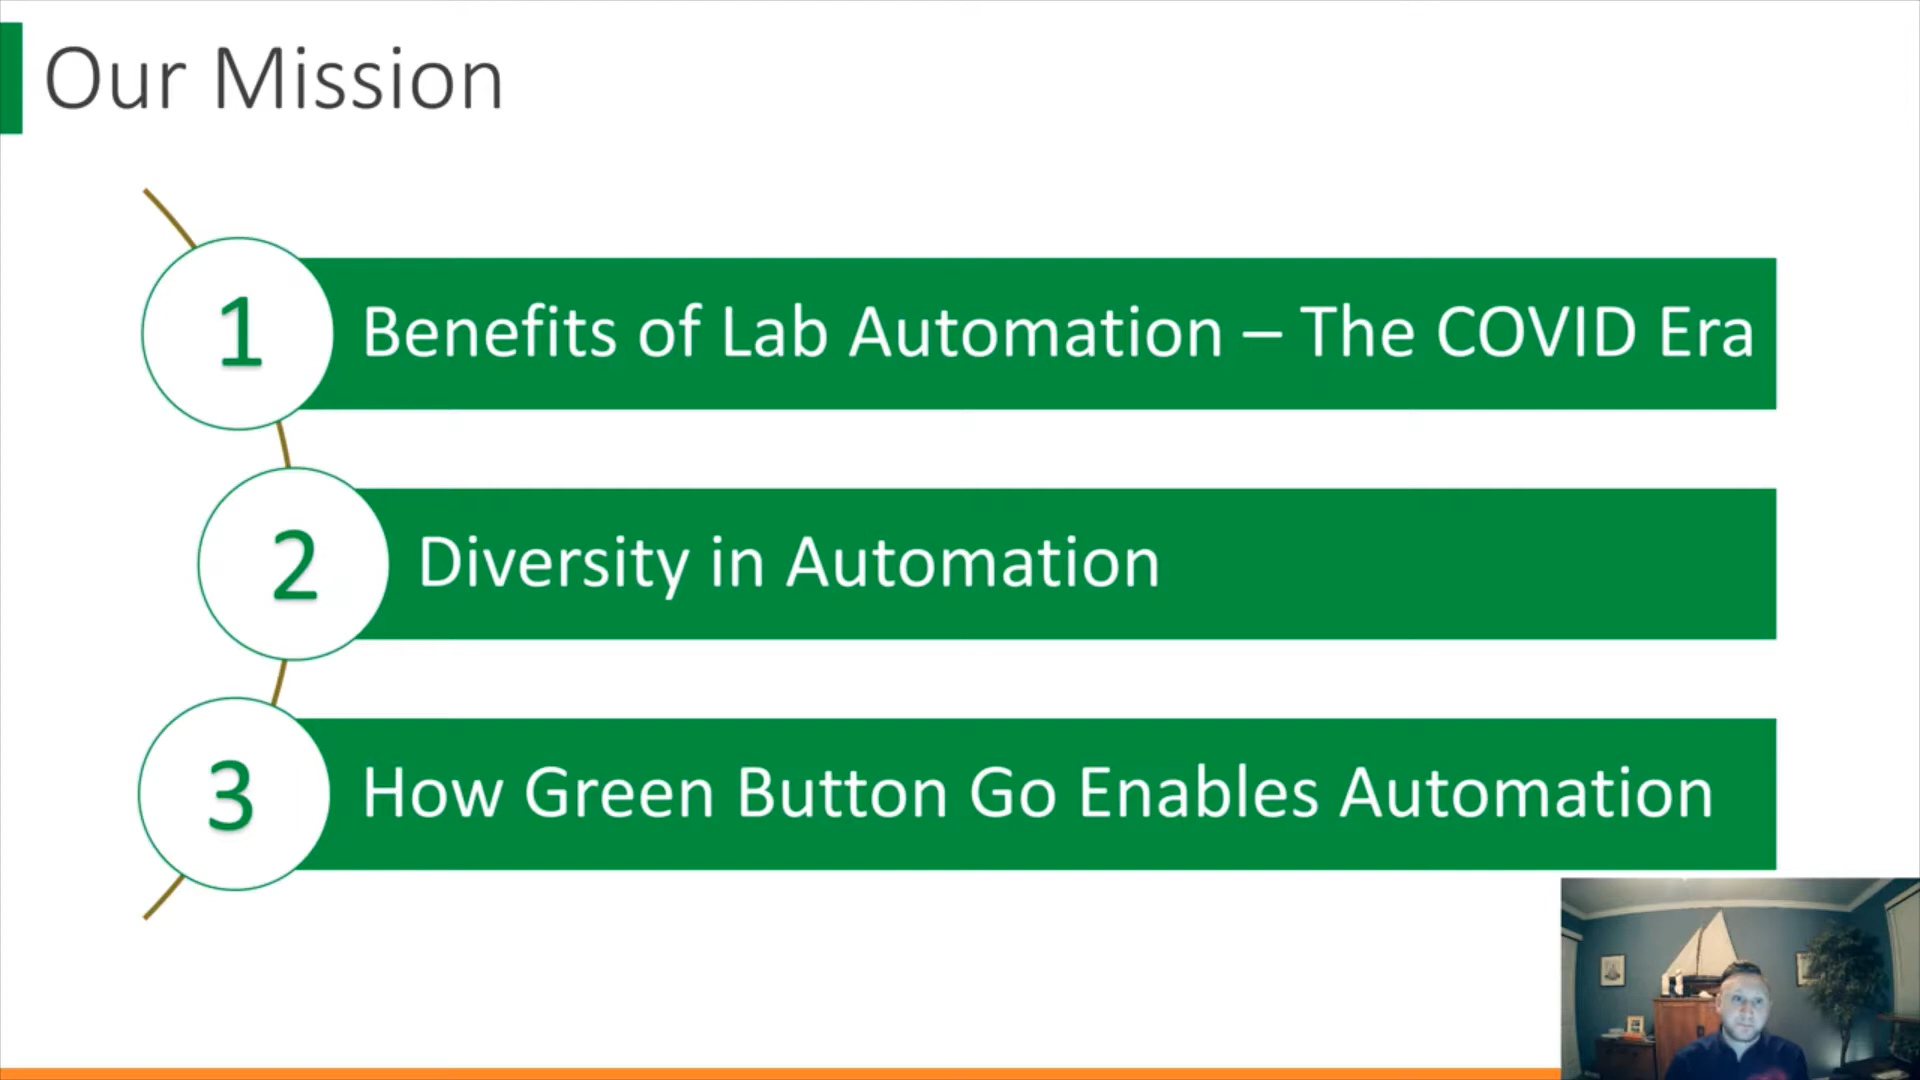 Our Mission
1
Benefits of Lab Automation – The COVID Era
2
Diversity in Automation
3
How Green Button Go Enables Automation